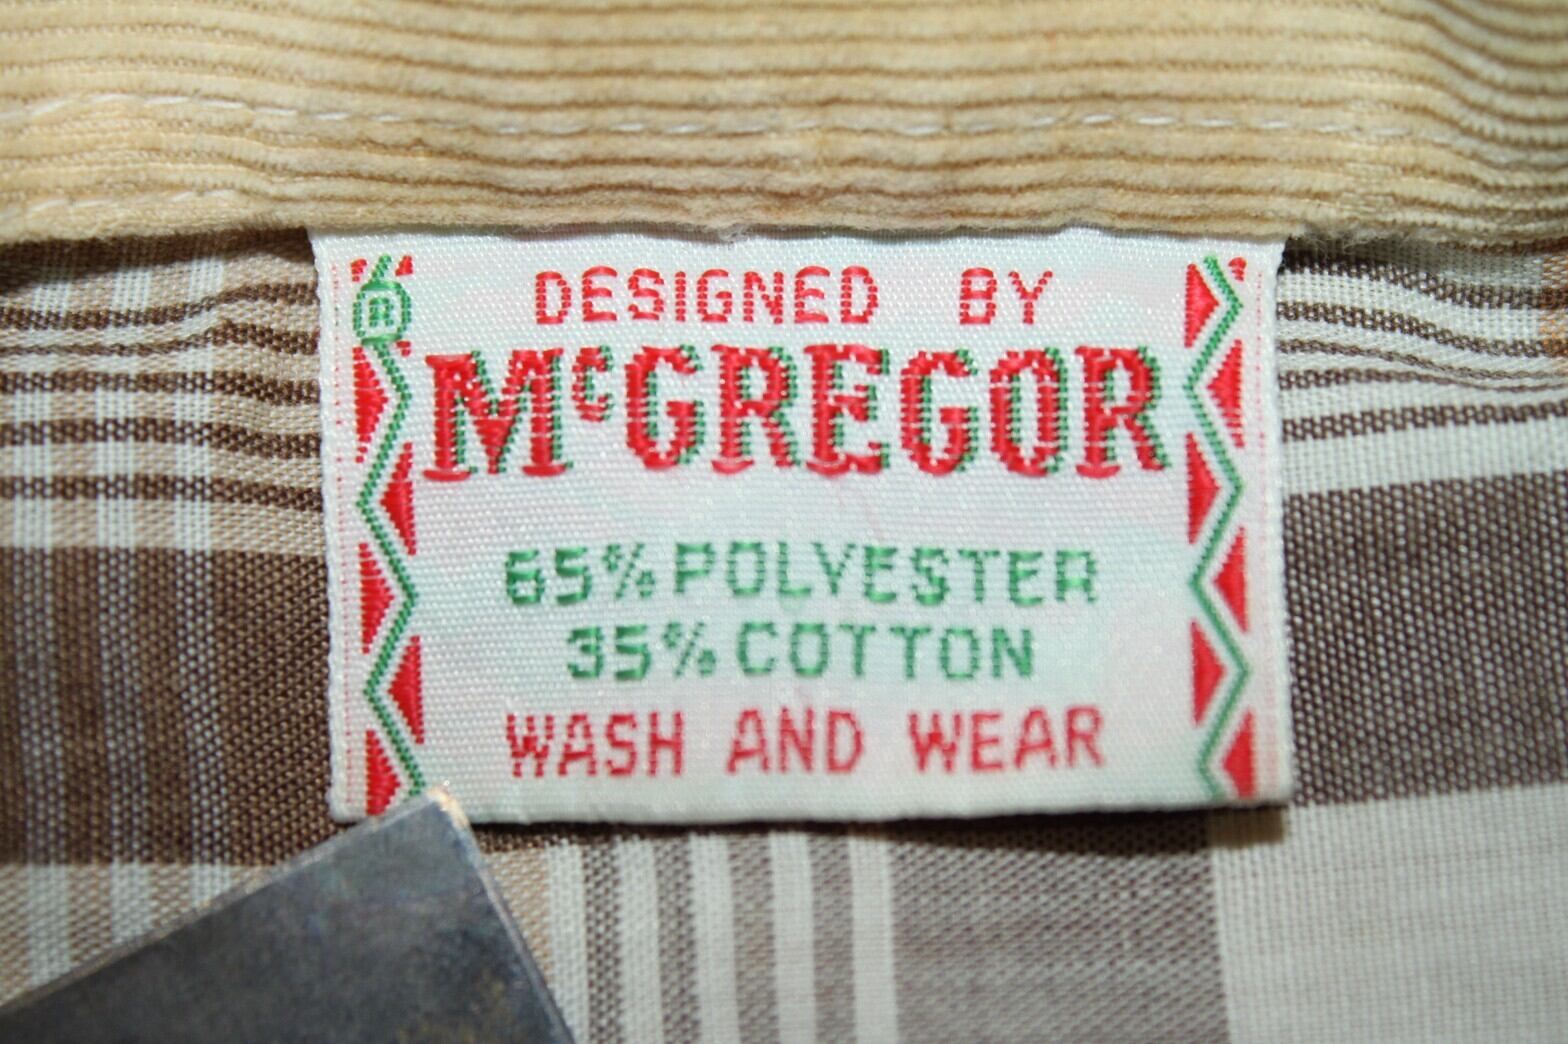 ®
DESIGNED BY
McGREGOR
65% POLYESTER
35% COTTON
WASH AND WEAR